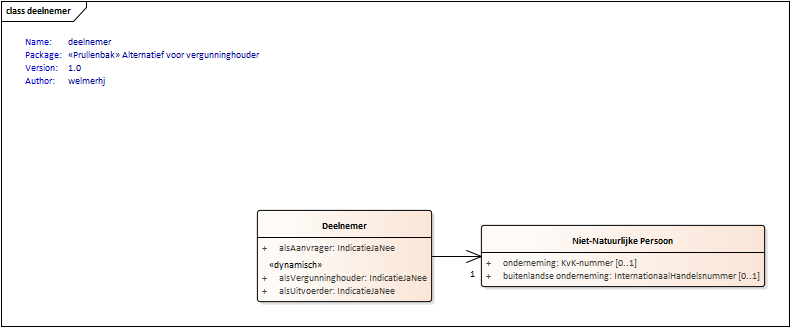 class deelnemer
Name: deelnemer
Package: «Prullenbak» Alternatief voor vergunninghouder
Version: 1.0
Author: welmerhj
Deelnemer
+ alsAanvrager: IndicatieJaNee
«dynamisch»
+ alsVergunninghouder: IndicatieJaNee
+ alsUitvoerder: IndicatieJaNee
1
Niet-Natuurlijke Persoon
+ onderneming: KvK-nummer [0..1]
+ buitenlandse onderneming: InternationaalHandelsnummer [0..1]